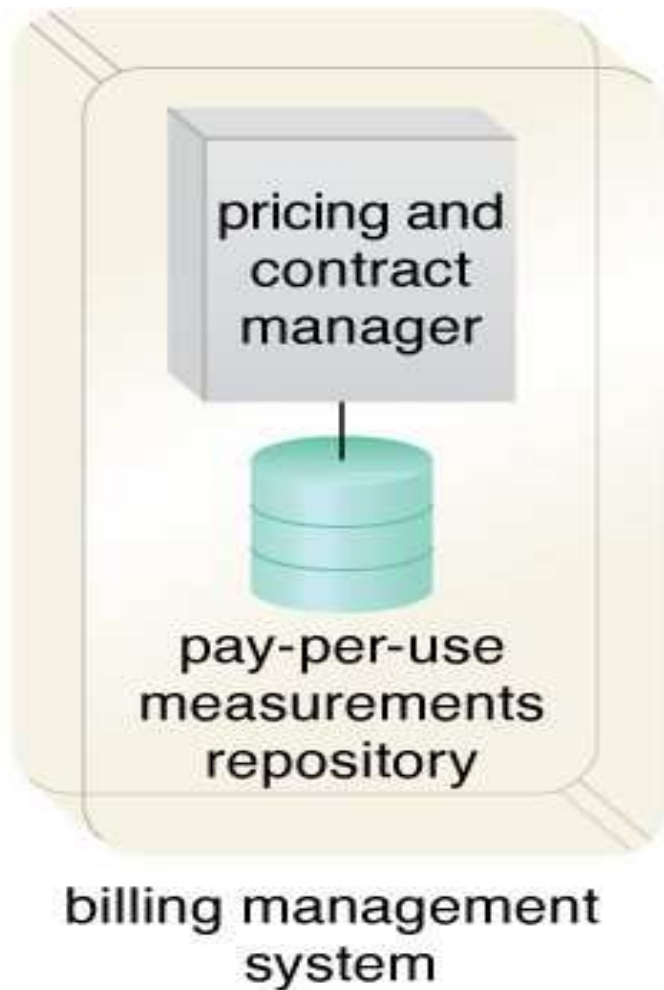 pricing and
contract
manager
pay-per-use
measurements
repository
billing management
system